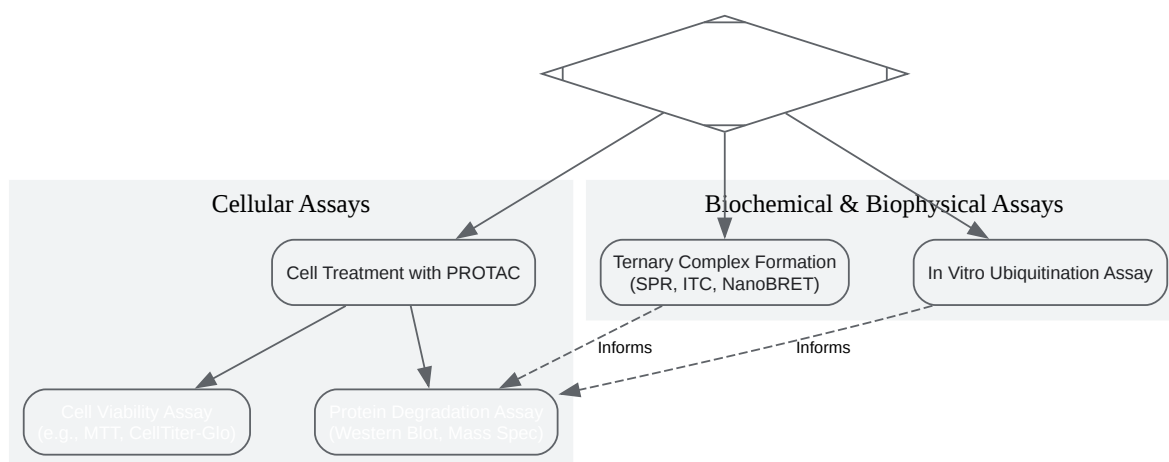 Cellular Assays
Biochemical & Biophysical Assays
Cell Treatment with PROTAC
Ternary Complex Formation
(SPR, ITC, NanoBRET)
In Vitro Ubiquitination Assay
Informs
Informs
Cell Viability Assay
(e.g., MTT, CellTiter-Glo)
Protein Degradation Assay
(Western Blot, Mass Spec)